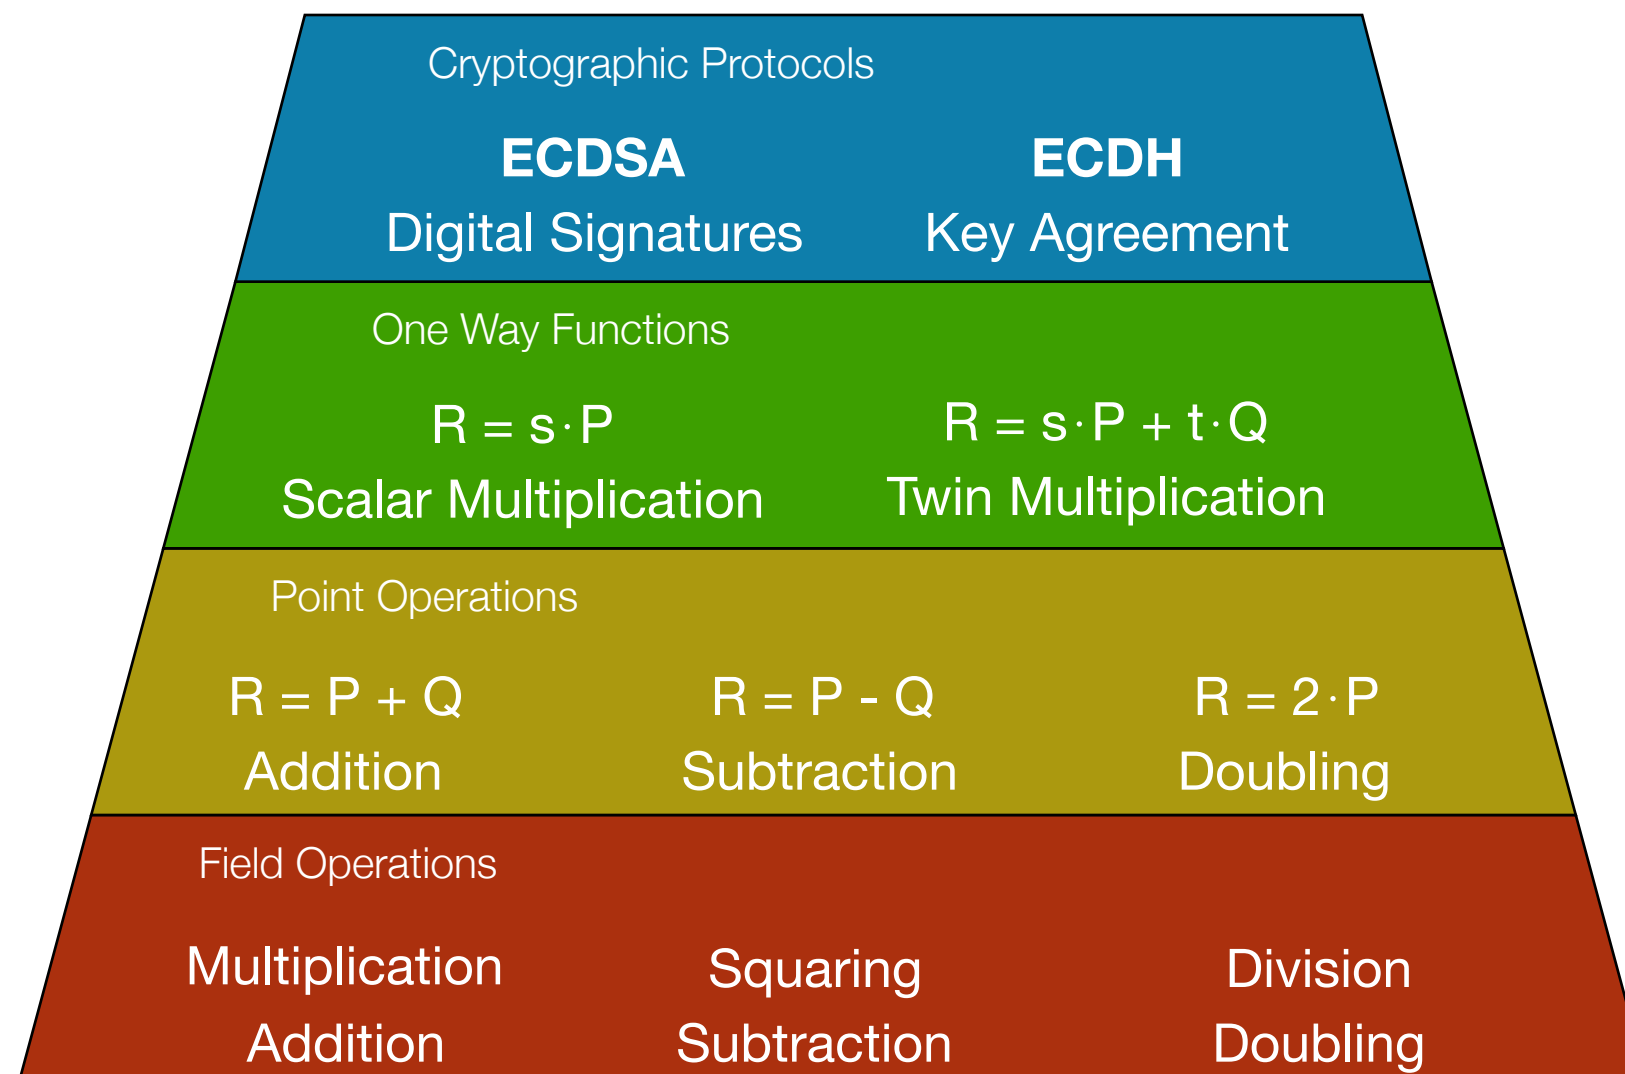 Cryptographic Protocols
ECDSA ECDH
Digital Signatures Key Agreement
One Way Functions
R = s·P R = s·P + t·Q
Scalar Multiplication Twin Multiplication
Point Operations
R = P + Q R = P - Q R = 2·P
Addition Subtraction Doubling
Field Operations
Multiplication Squaring Division
Addition Subtraction Doubling